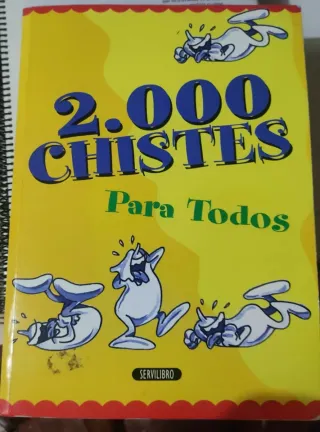 2.000
CHISTES
Para Todos
SERVILIBRO